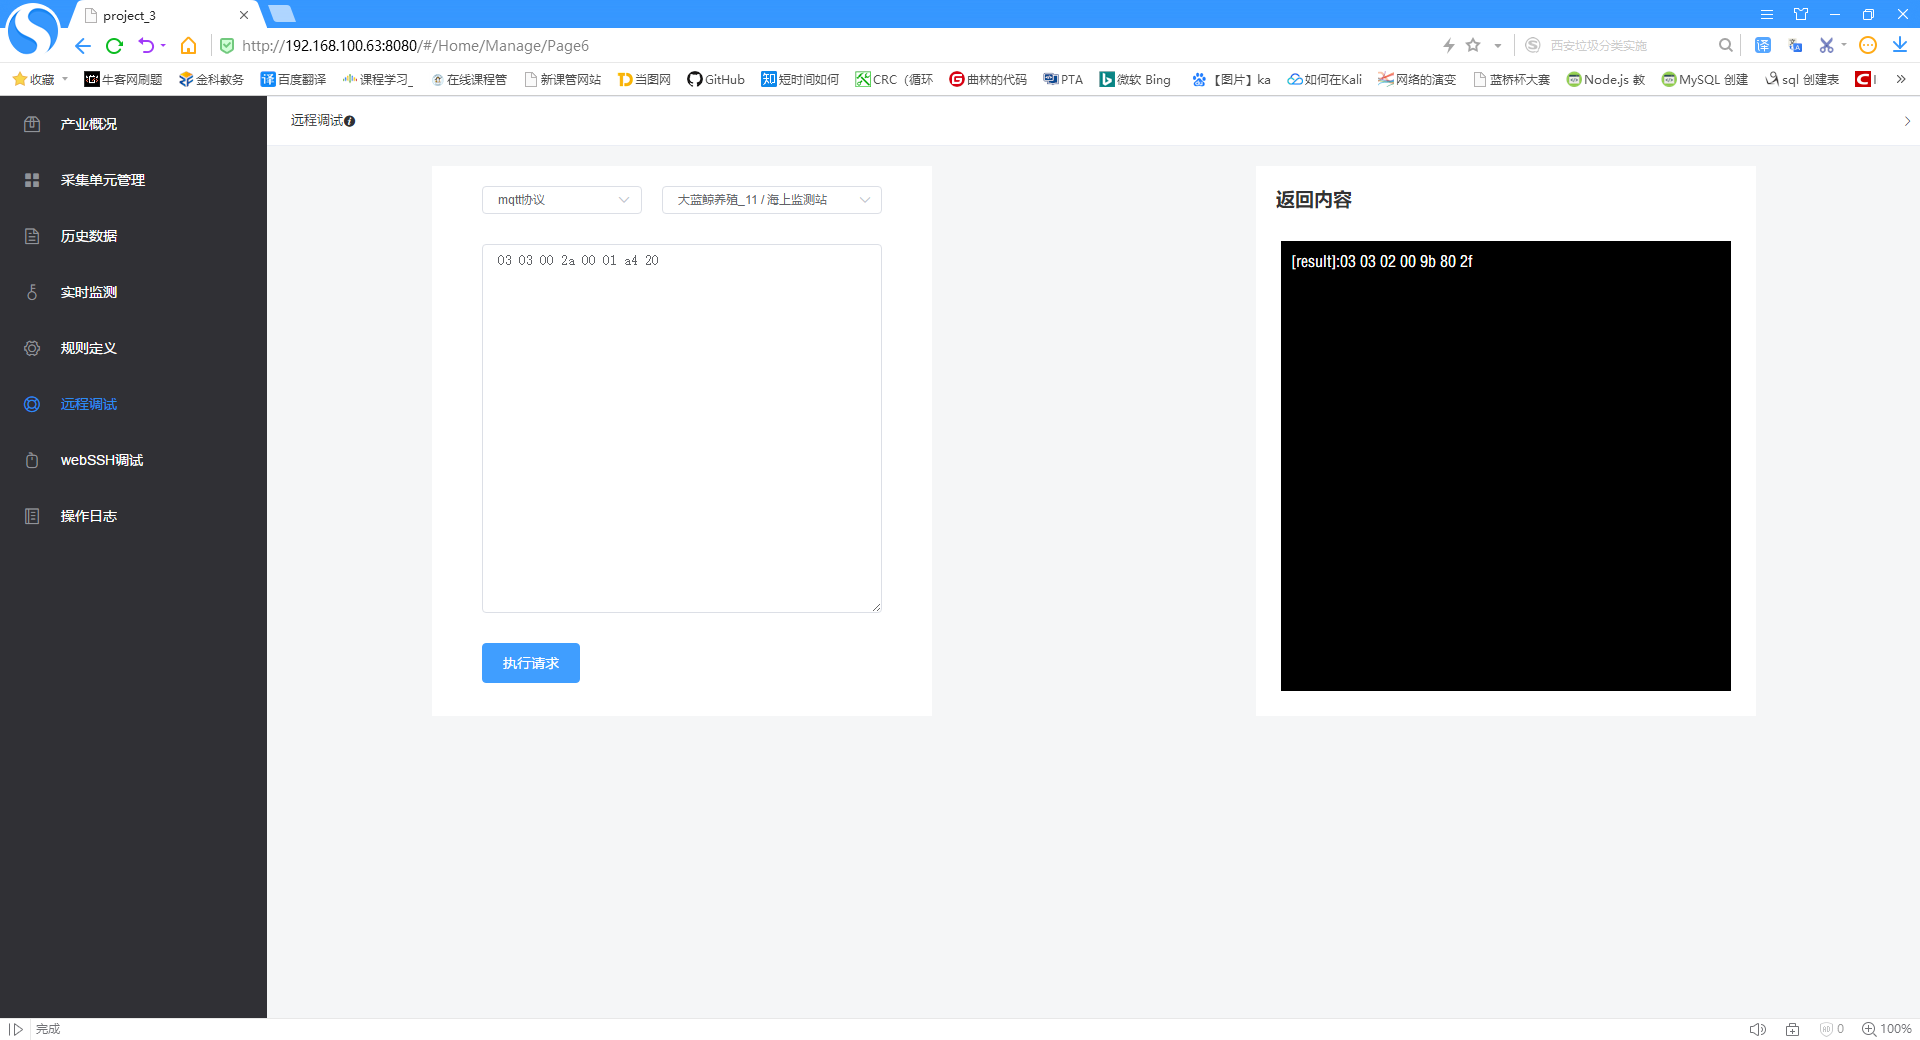 project_3
http://192.168.100.63:8080/#/Home/Manage/Page6
西安垃圾分类实施
收藏
牛客网刷题
金科教务
百度翻译
课程学习_
在线课程管
新课管网站
当图网
GitHub
短时间如何
CRC（循环
曲林的代码
PTA
微软 Bing
【图片】ka
如何在Kali
网络的演变
蓝桥杯大赛
Node.js 教
MySQL 创建
sql 创建表
产业概况
采集单元管理
历史数据
实时监测
规则定义
远程调试
webSSH调试
操作日志
远程调试
mqtt协议
大蓝鲸养殖_11 / 海上监测站
03 03 00 2a 00 01 a4 20
执行请求
返回内容
[result]:03 03 02 00 9b 80 2f
完成
0
100%